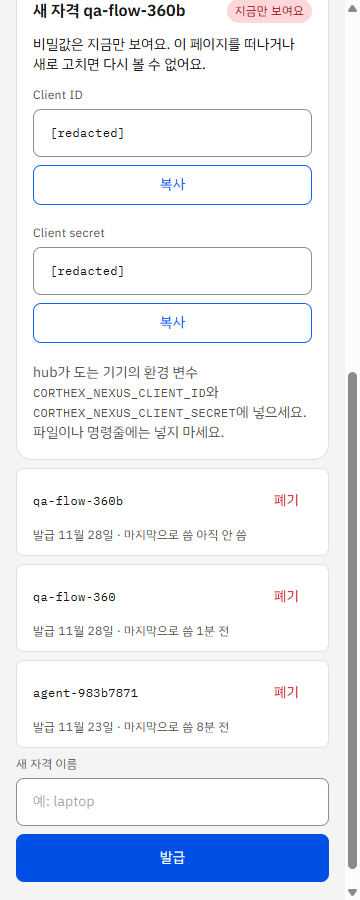 새 자격 qa-flow-360b
지금만 보여요
비밀값은 지금만 보여요. 이 페이지를 떠나거나
새로 고치면 다시 볼 수 없어요.
Client ID
[redacted]
복사
Client secret
[redacted]
복사
hub가 도는 기기의 환경 변수
CORTHEX_NEXUS_CLIENT_ID와
CORTHEX_NEXUS_CLIENT_SECRET에 넣으세요.
파일이나 명령줄에는 넣지 마세요.
qa-flow-360b
폐기
발급 11월 28일 · 마지막으로 씀 아직 안 씀
qa-flow-360
폐기
발급 11월 28일 · 마지막으로 씀 1분 전
agent-983b7871
폐기
발급 11월 23일 · 마지막으로 씀 8분 전
새 자격 이름
예: laptop
발급